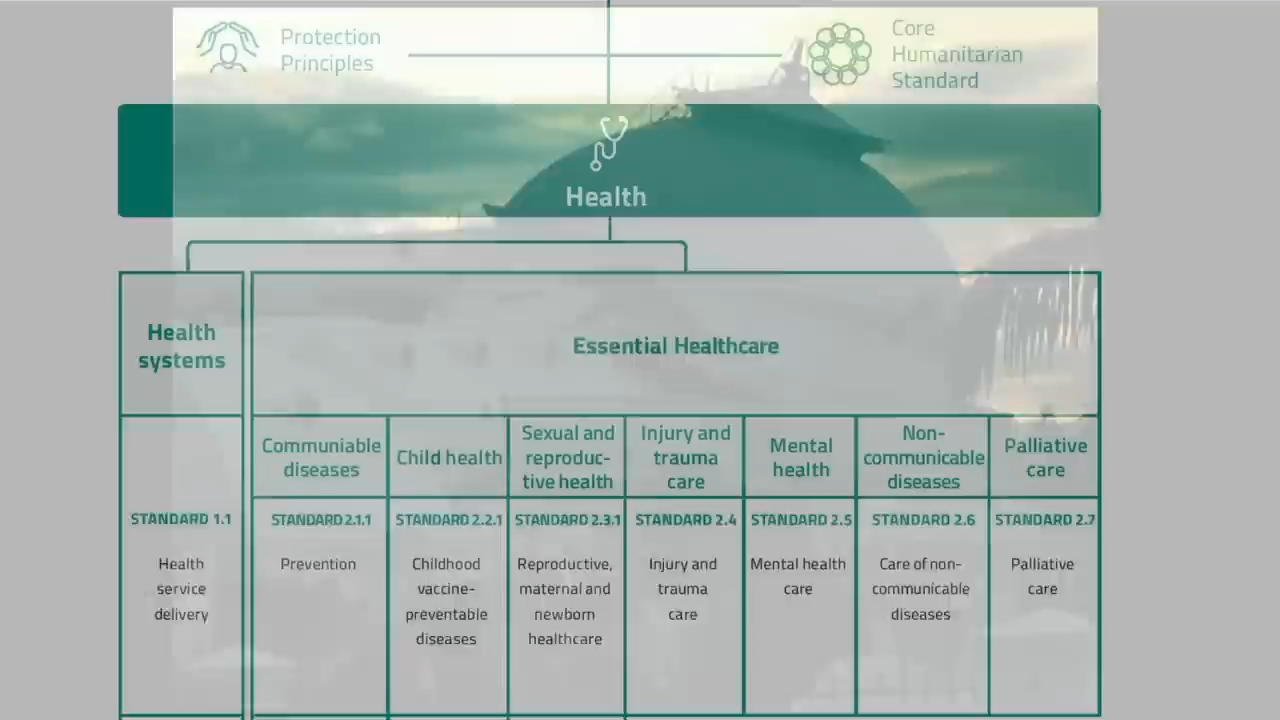 Protection
Principles
Core
Humanitarian
Standard
Health
Health
systems
Essential Healthcare
Communiable
diseases
Child health
Sexual and
reproduc-
tive health
Injury and
trauma
care
Mental
health
Non-
communicable
diseases
Palliative
care
STANDARD 1.1
STANDARD 2.1.1
STANDARD 2.2.1
STANDARD 2.3.1
STANDARD 2.4
STANDARD 2.5
STANDARD 2.6
STANDARD 2.7
Health
service
delivery
Prevention
Childhood
vaccine-
preventable
diseases
Reproductive,
maternal and
newborn
healthcare
Injury and
trauma
care
Mental health
care
Care of non-
communicable
diseases
Palliative
care